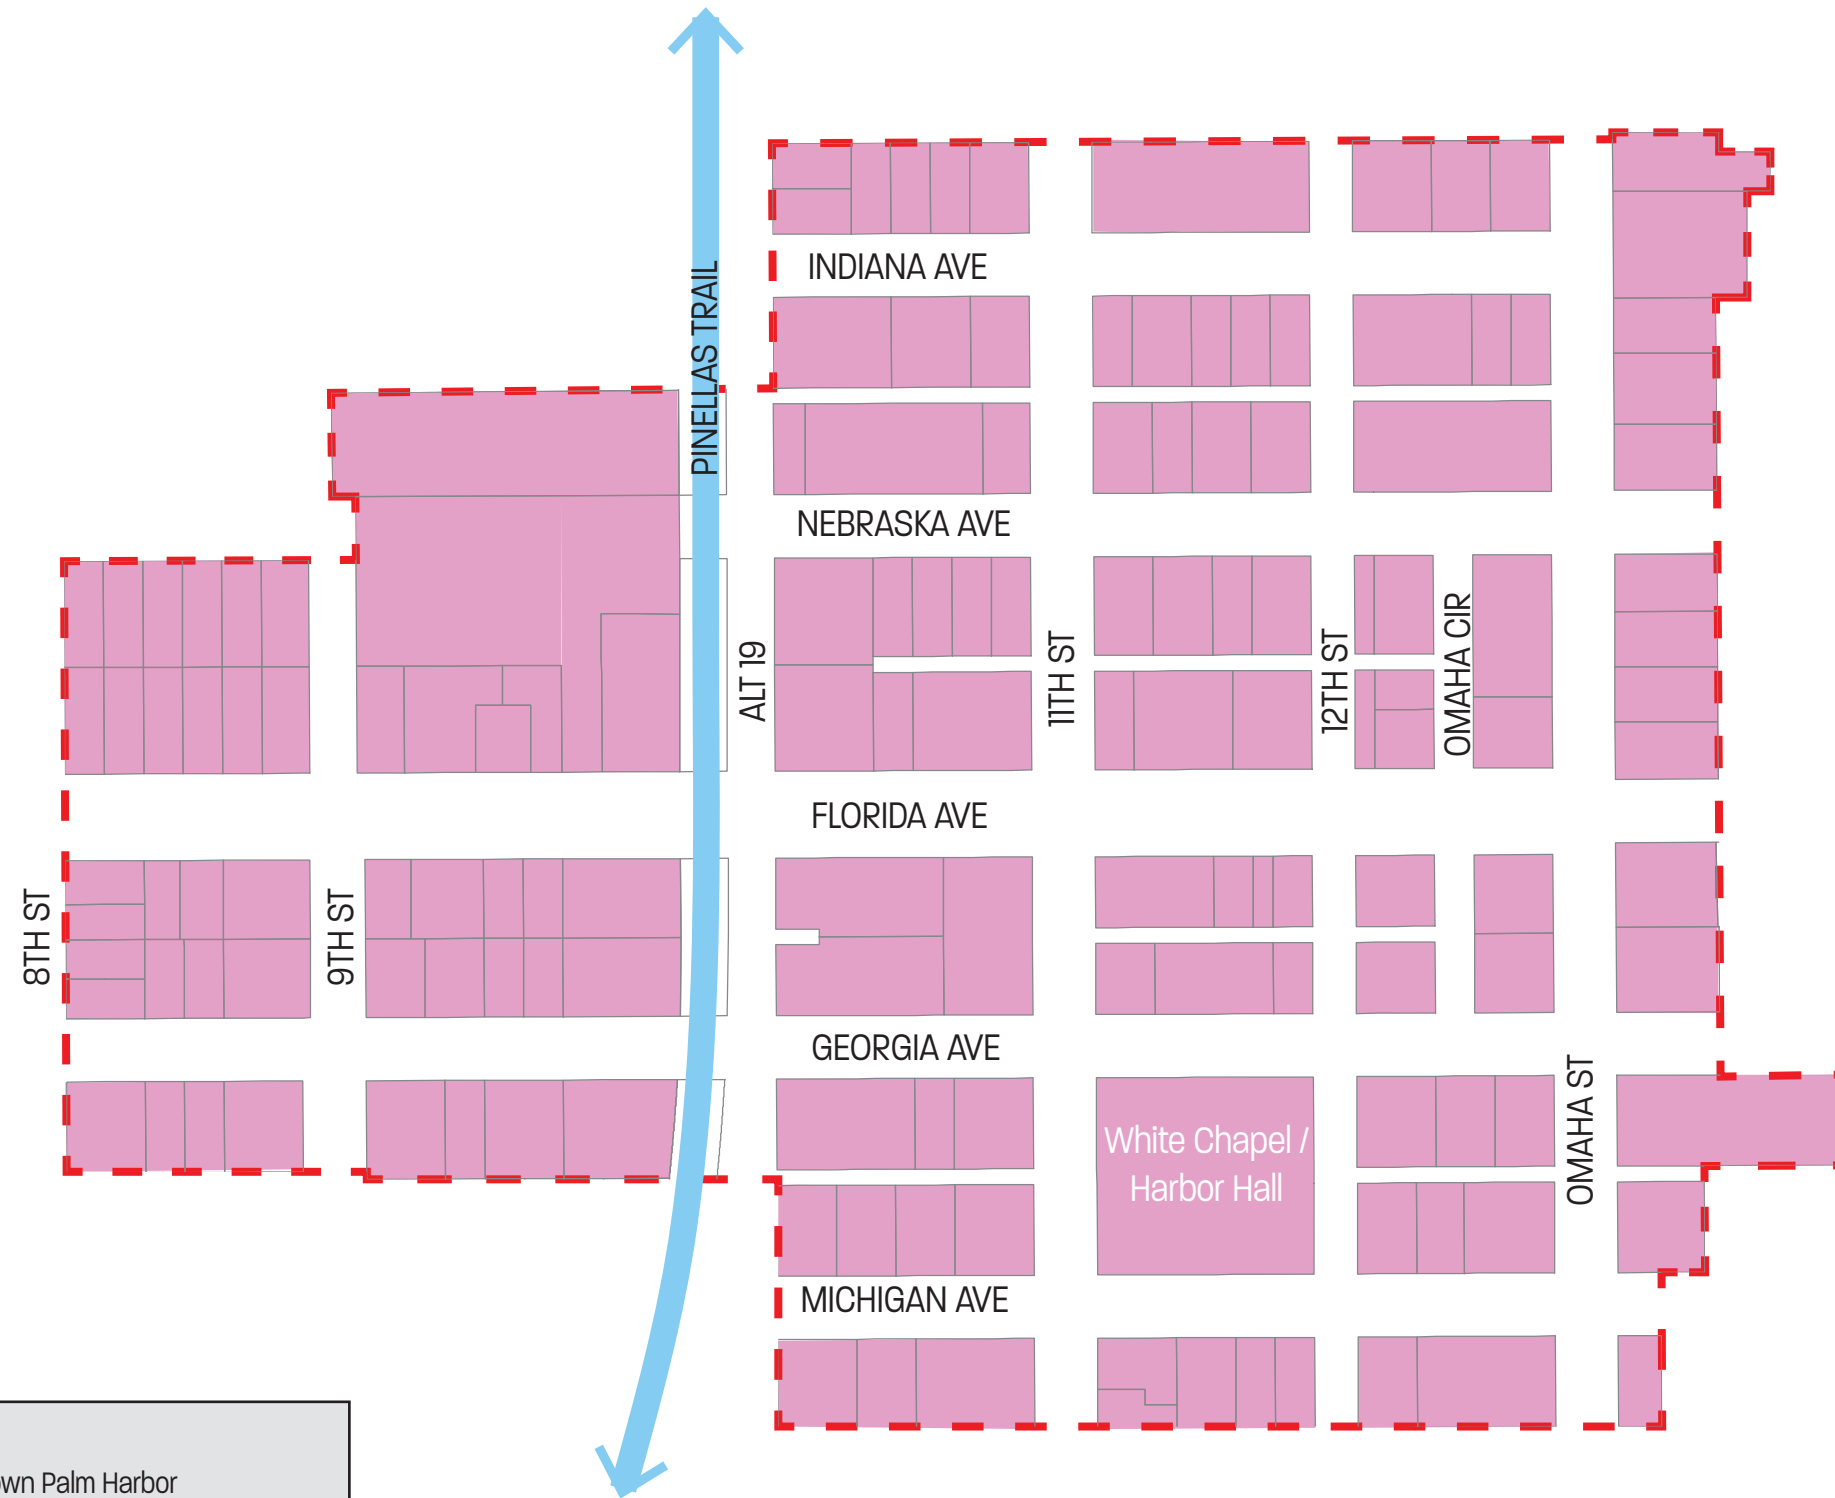 INDIANA AVE
PINELLAS TRAIL
NEBRASKA AVE
ALT 19
11TH ST
12TH ST
OMAHA CIR
FLORIDA AVE
8TH ST
9TH ST
GEORGIA AVE
OMAHA ST
White Chapel /
Harbor Hall
MICHIGAN AVE
Palm Harbor